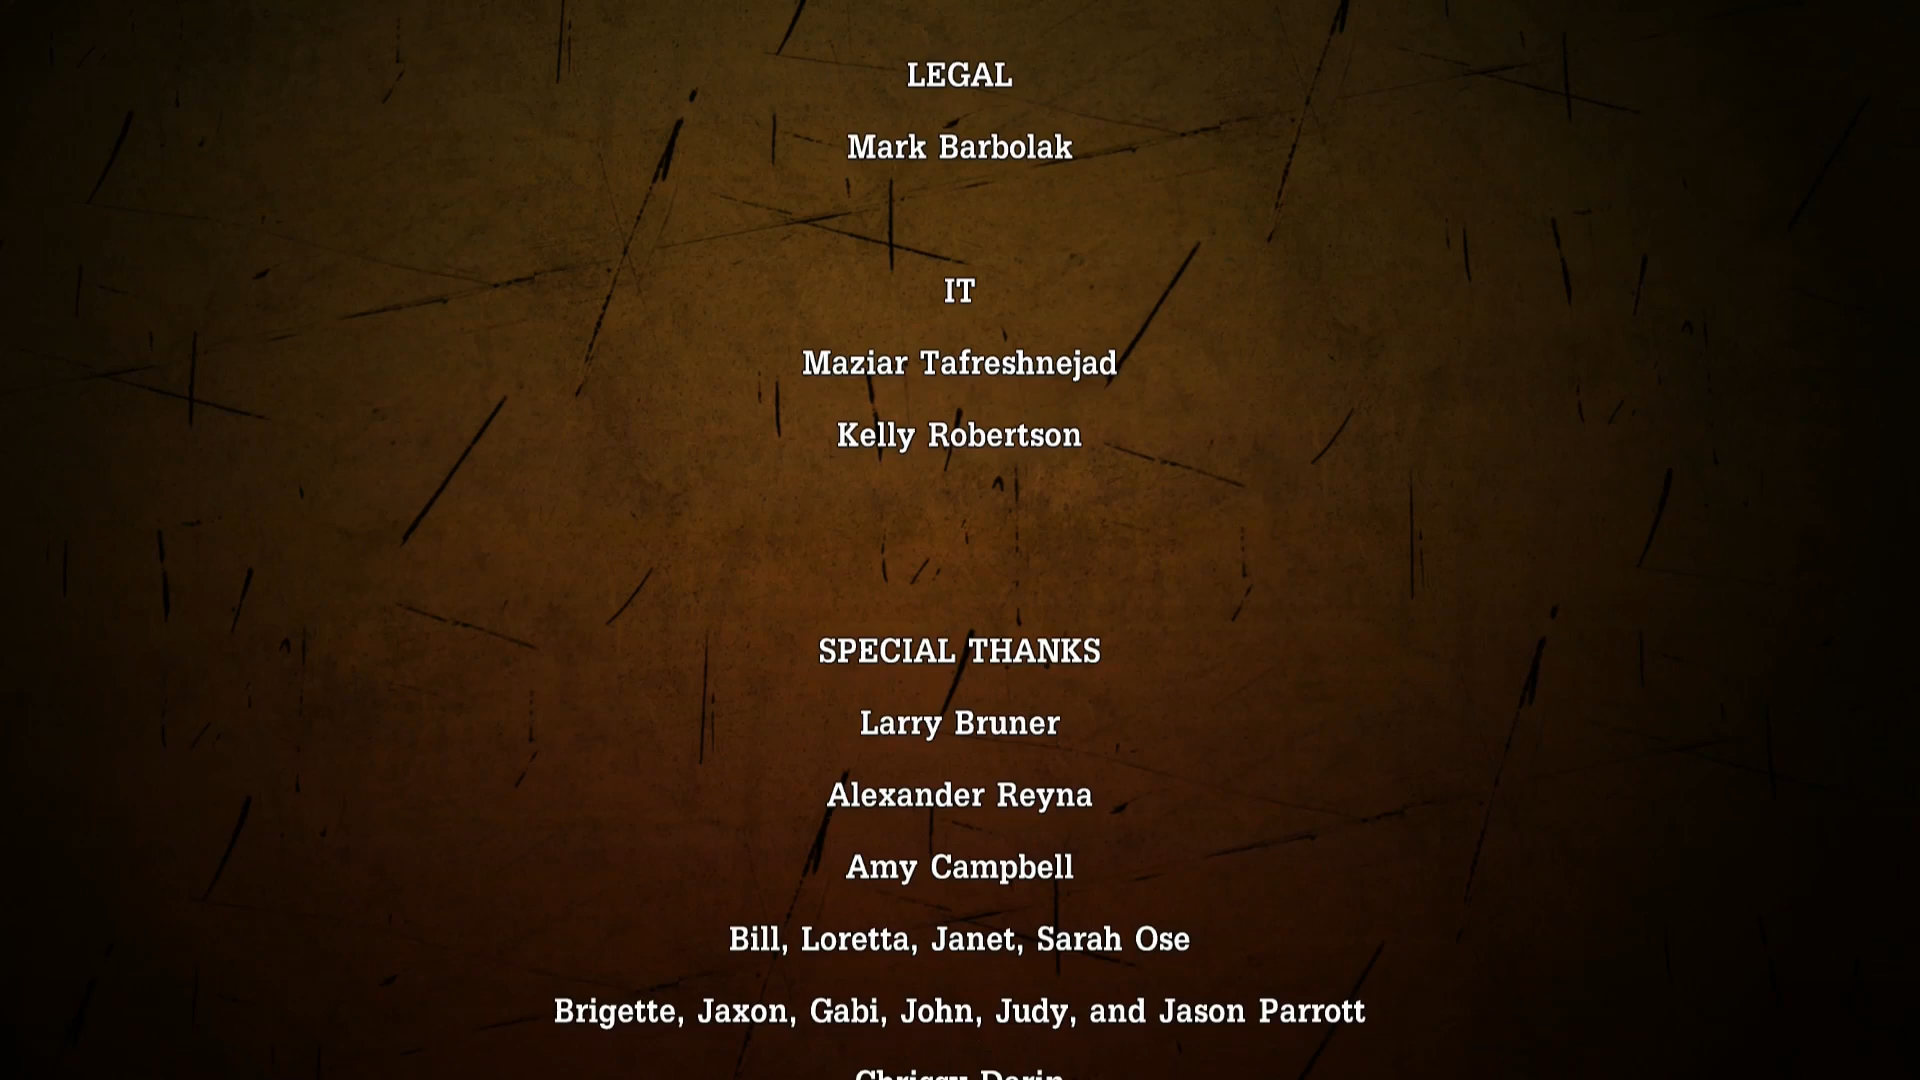 LEGAL
Mark Barbolak
IT
Maziar Tafreshnejad
Kelly Robertson
SPECIAL THANKS
Larry Bruner
Alexander Reyna
Amy Campbell
Bill, Loretta, Janet, Sarah Ose
Brigette, Jaxon, Gabi, John, Judy, and Jason Parrott